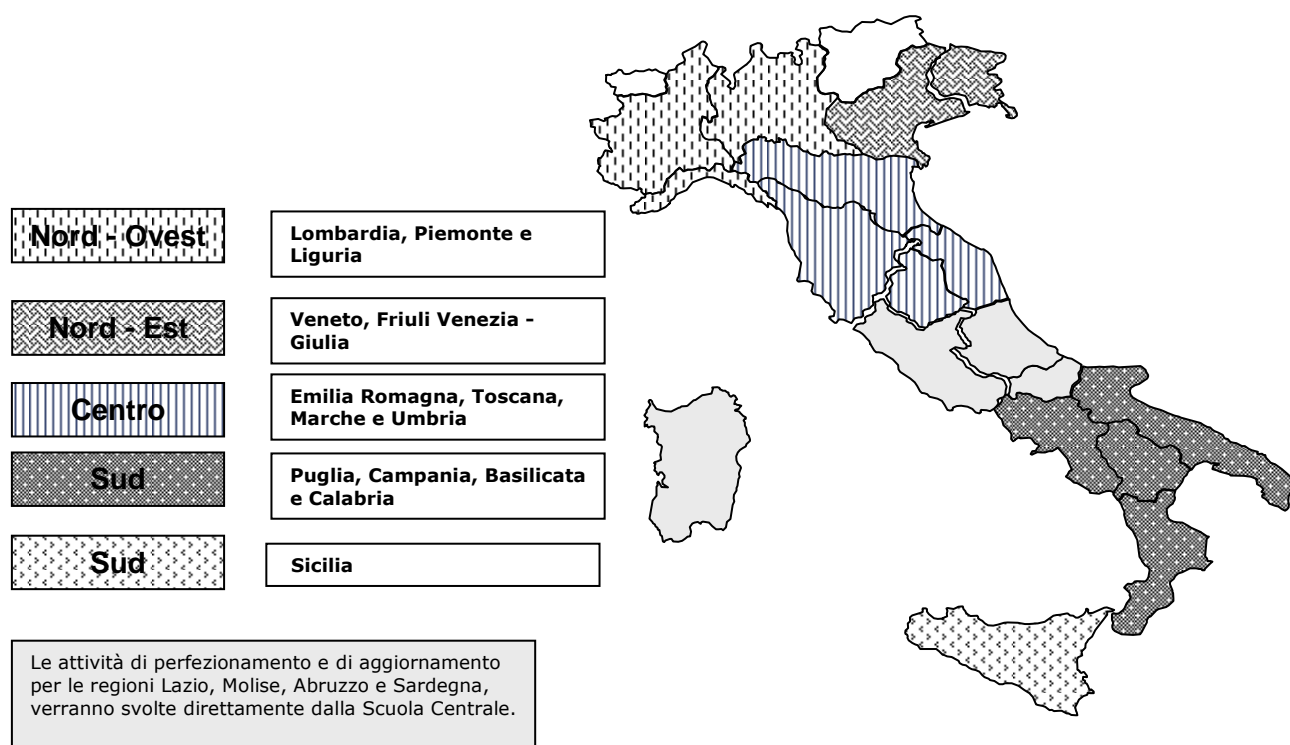 Nord - Ovest
Lombardia, Piemonte e
Liguria
Nord - Est
Veneto, Friuli Venezia -
Giulia
Centro
Emilia Romagna, Toscana,
Marche e Umbria
Sud
Puglia, Campania, Basilicata
e Calabria
Sud
Sicilia
Le attività di perfezionamento e di aggiornamento
per le regioni Lazio, Molise, Abruzzo e Sardegna,
verranno svolte direttamente dalla Scuola Centrale.